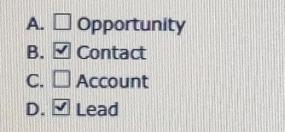 A. ☐ Opportunity
B. ☑ Contact
C. ☐ Account
D. ☑ Lead